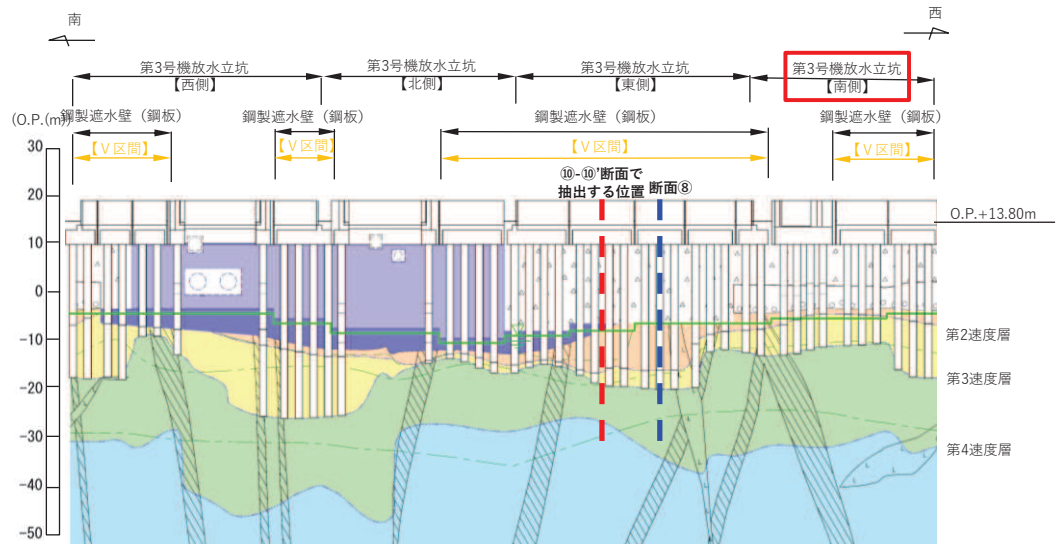 南
西
第3号機放水立坑
【西側】
第3号機放水立坑
【北側】
第3号機放水立坑
【東側】
第3号機放水立坑
【南側】
(O.P.(m))
鋼製遮水壁（鋼板）
鋼製遮水壁（鋼板）
鋼製遮水壁（鋼板）
鋼製遮水壁（鋼板）
【Ⅴ区間】
【Ⅴ区間】
【Ⅴ区間】
【Ⅴ区間】
⑩-⑩’断面で
抽出する位置
断面⑧
30
20
10
0
-10
-20
-30
-40
-50
O.P.+13.80m
第2速度層
第3速度層
第4速度層